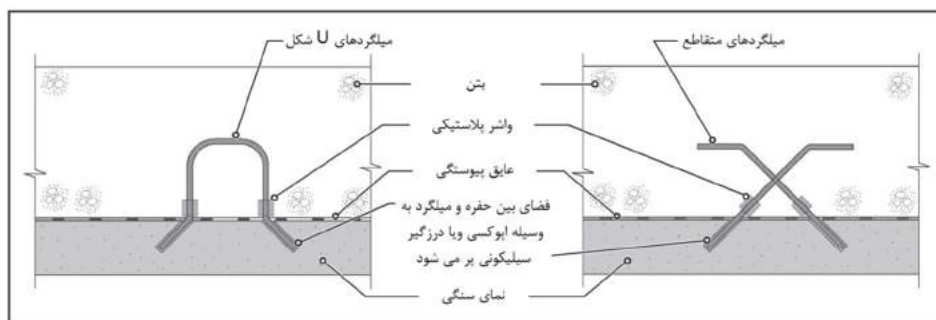 میلگردهای U شکل
میلگردهای متقاطع
بتن
واشر پلاستیکی
عایق پیوستگی
فضای بین حفره و میلگرد به
وسیله اپوکسی ویا درزگیر
سیلیکونی پر می شود
نمای سنگی